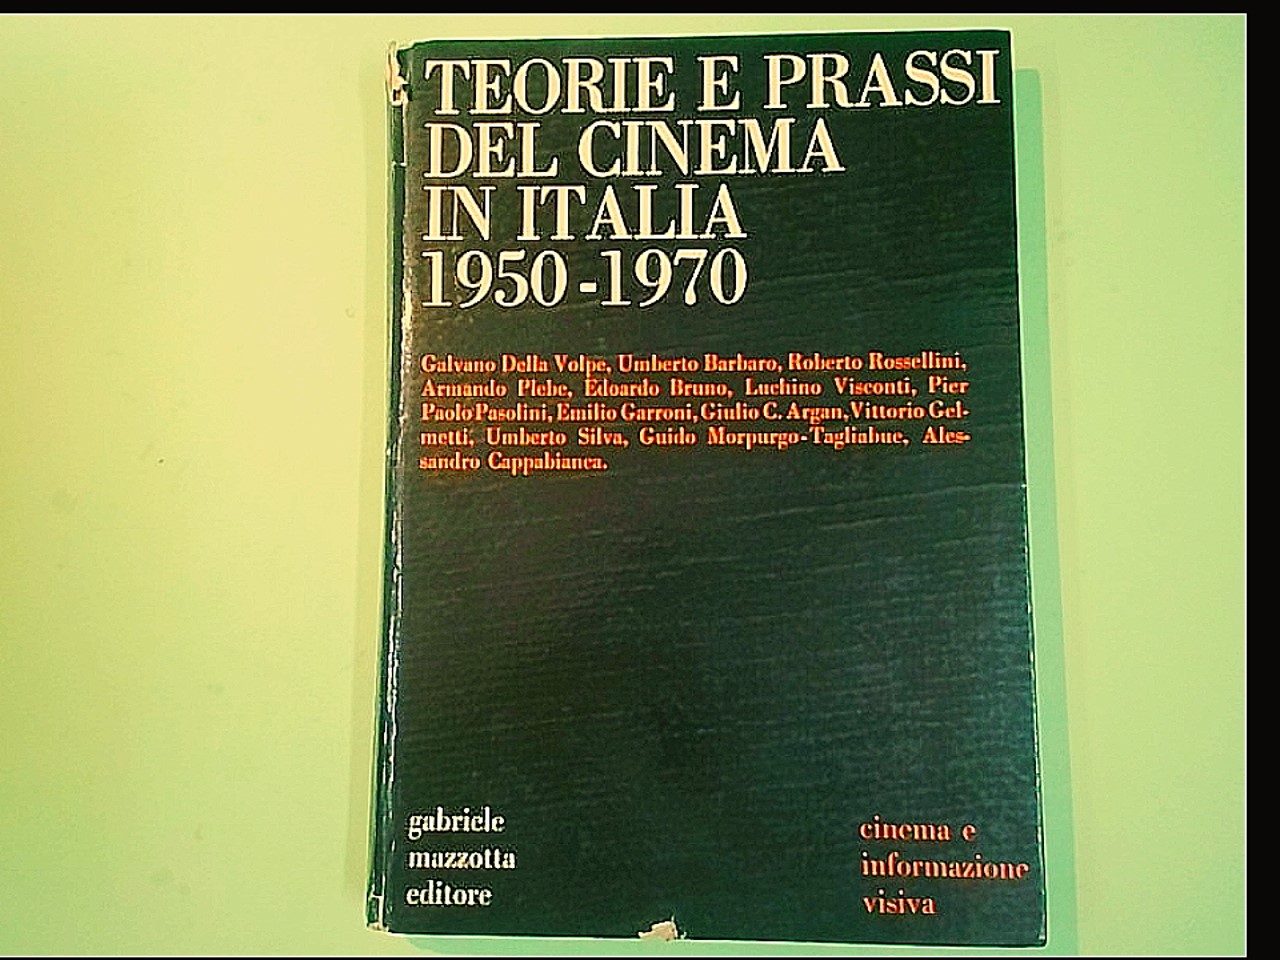 TEORIE E PRASSI
DEL CINEMA
IN ITALIA
1950-1970
Galvano Della Volpe, Umberto Barbaro, Roberto Rossellini,
Armando Plebe, Edoardo Bruno, Luchino Visconti, Pier
Paolo Pasolini, Emilio Garroni, Giulio C. Argan, Vittorio Gel-
metti, Umberto Silva, Guido Morpurgo-Tagliabue, Ales-
sandro Cappabianca.
gabriele
mazzotta
editore
cinema e
informazione
visiva